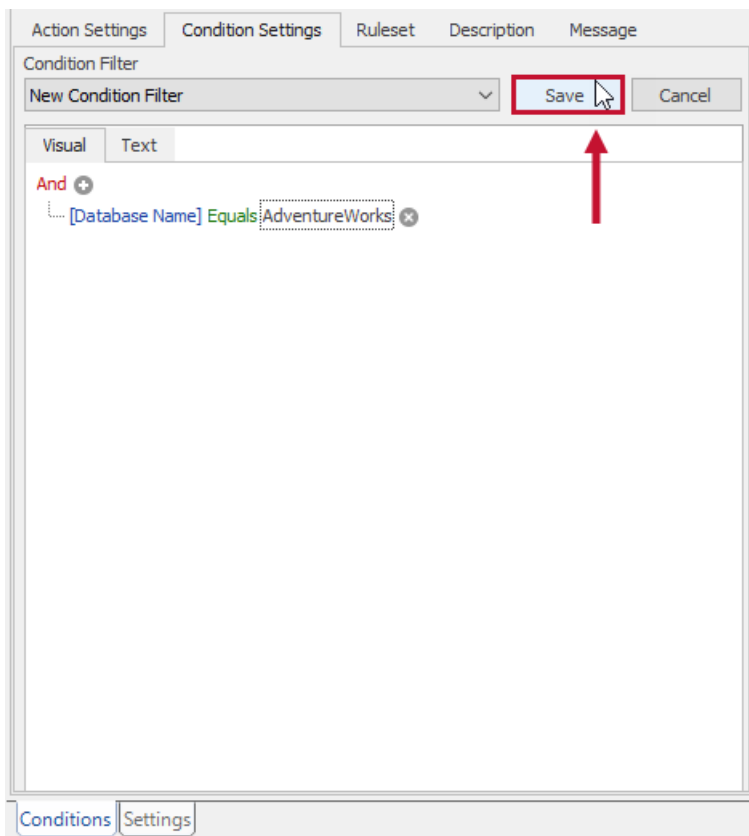 Action Settings Condition Settings Ruleset Description Message
Condition Filter
New Condition Filter Save Cancel
Visual Text
And
[Database Name] Equals AdventureWorks
Conditions Settings